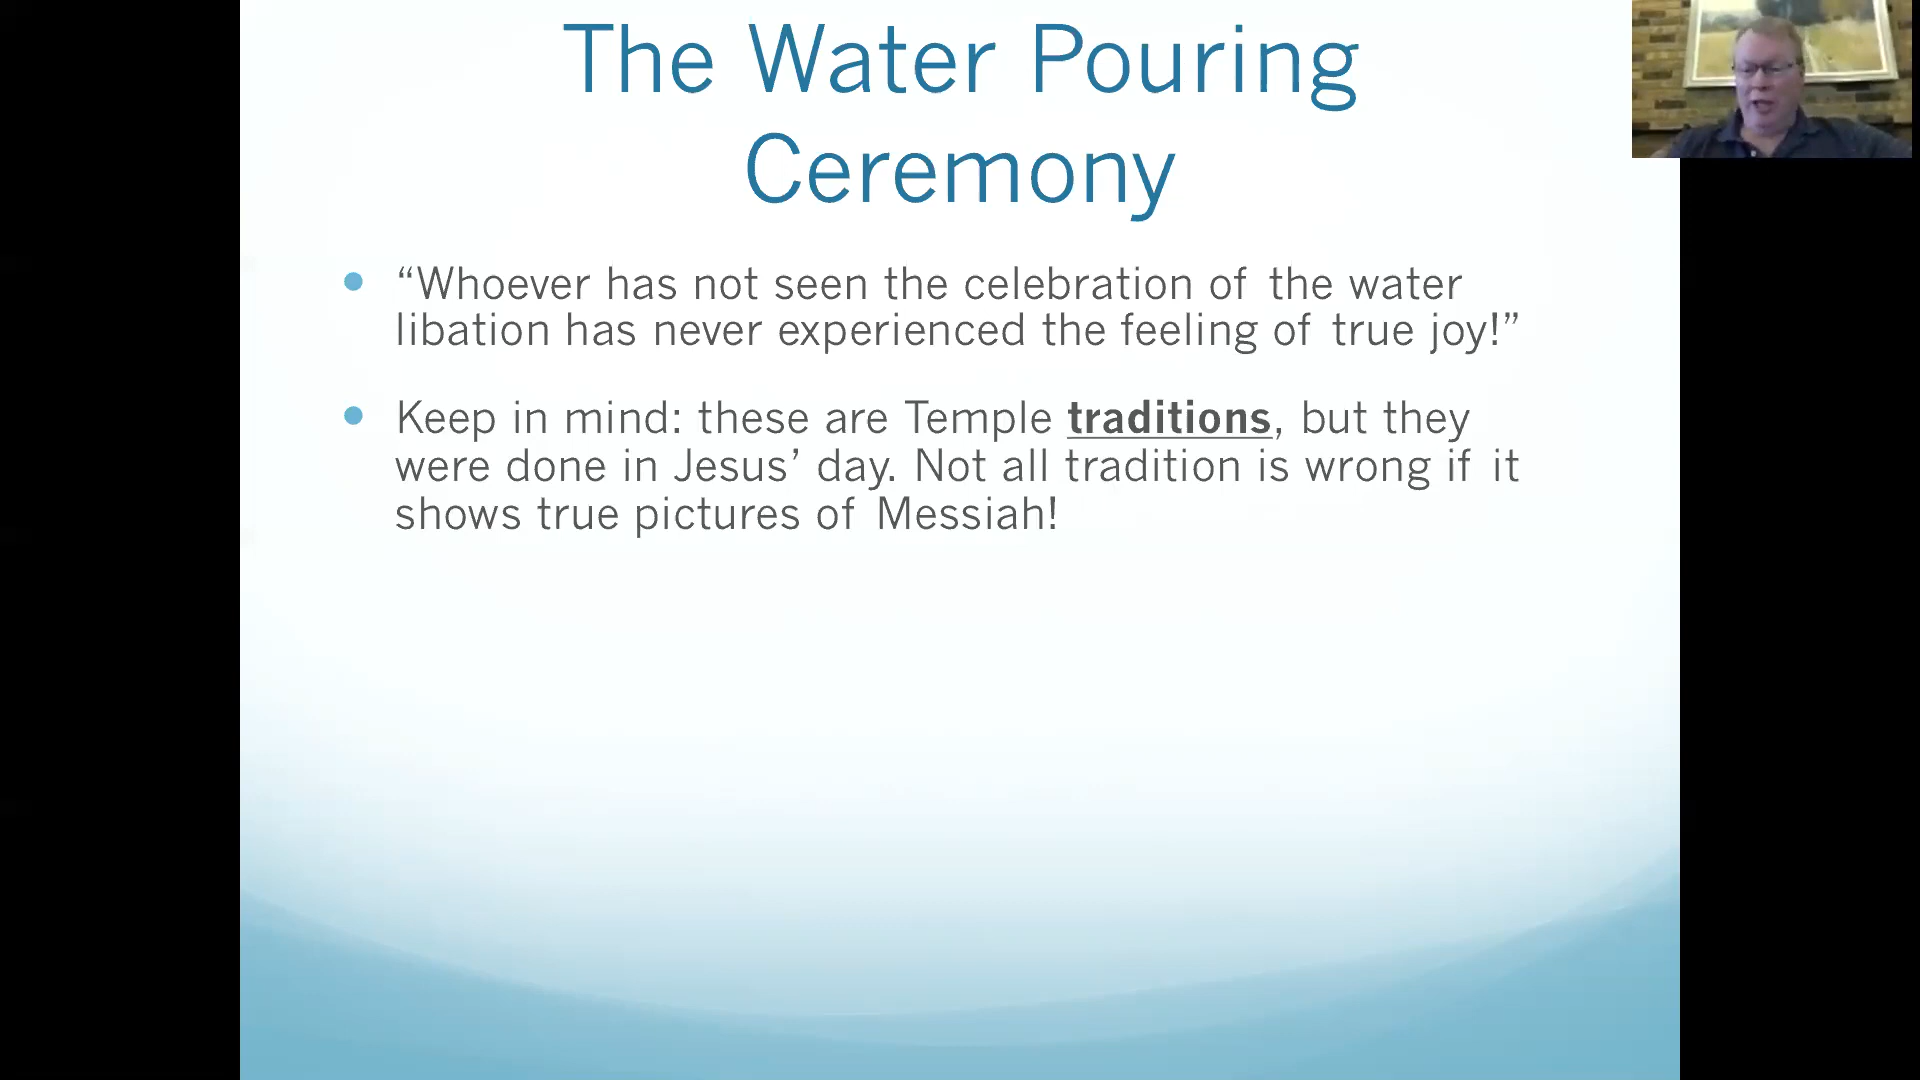 The Water Pouring
Ceremony
“Whoever has not seen the celebration of the water
libation has never experienced the feeling of true joy!”
Keep in mind: these are Temple traditions, but they
were done in Jesus’ day. Not all tradition is wrong if it
shows true pictures of Messiah!